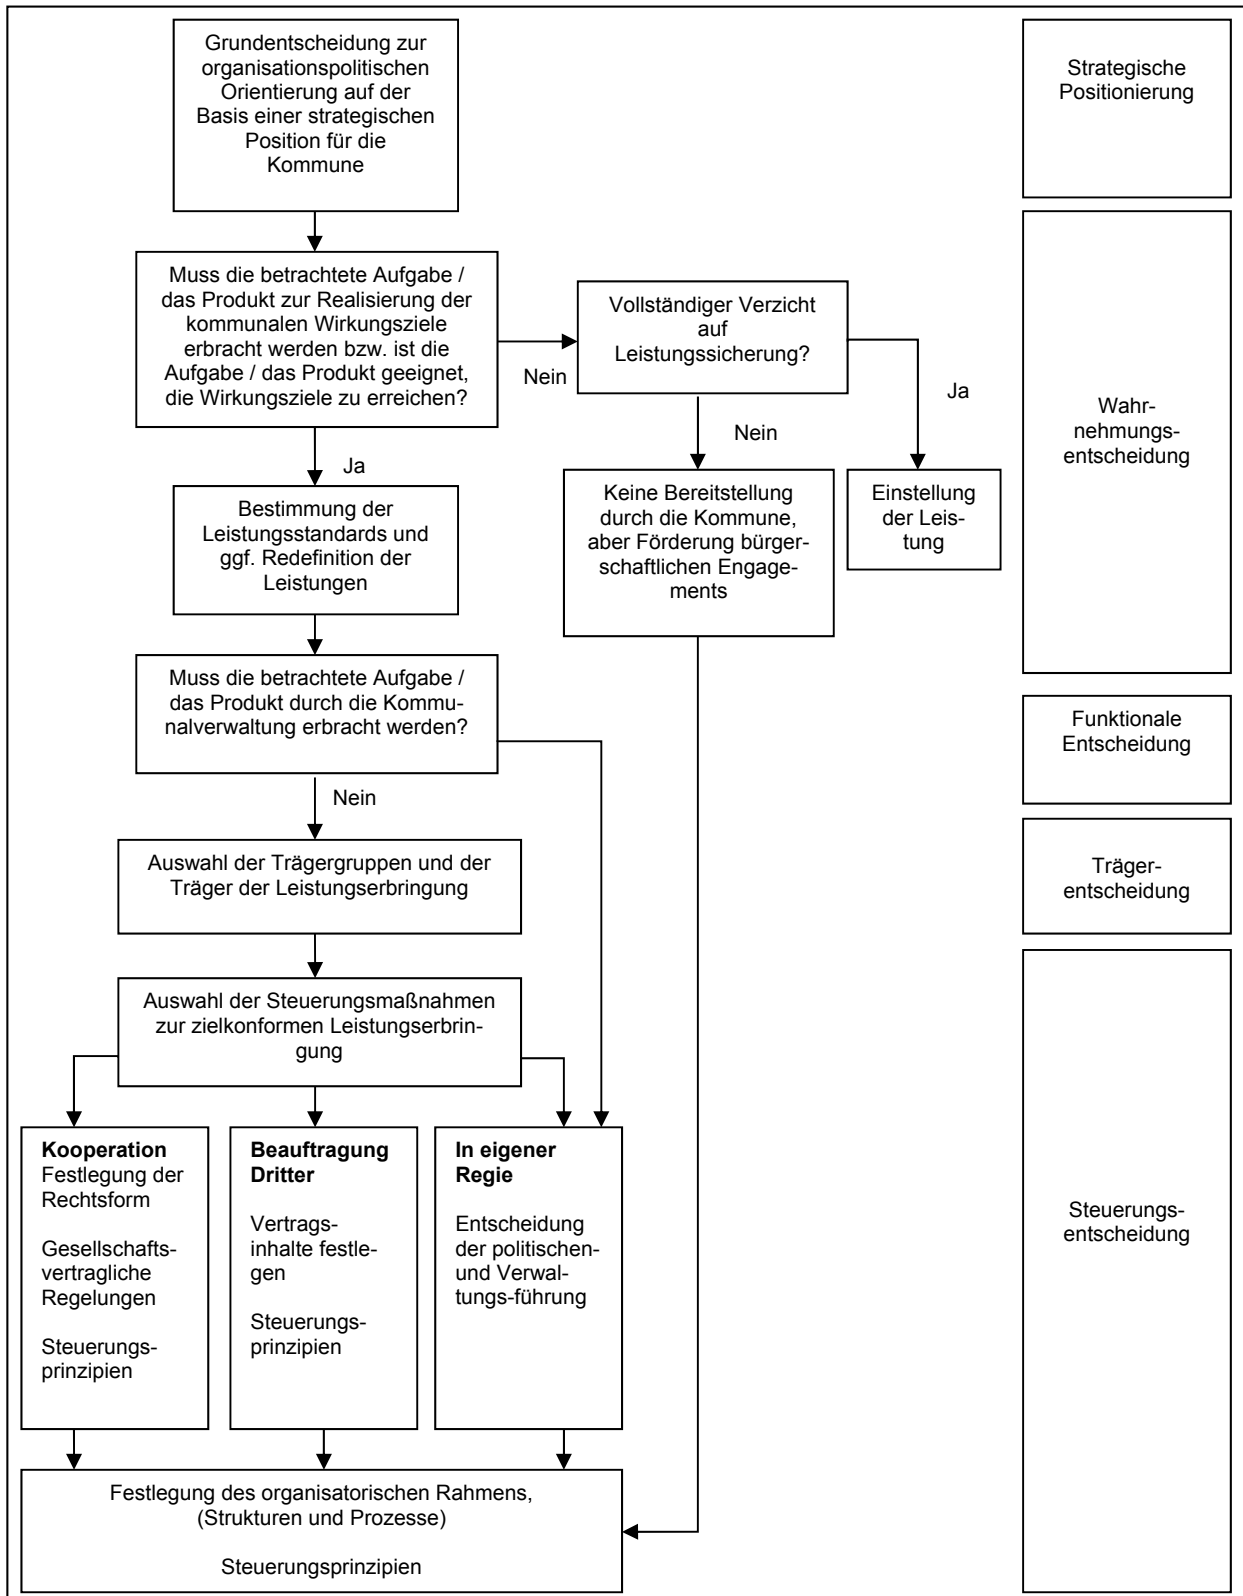 Grundentscheidung zur
organisationspolitischen
Orientierung auf der
Basis einer strategischen
Position für die
Kommune
Strategische
Positionierung
Muss die betrachtete Aufgabe /
das Produkt zur Realisierung der
kommunalen Wirkungsziele
erbracht werden bzw. ist die
Aufgabe / das Produkt geeignet,
die Wirkungsziele zu erreichen?
Nein
Vollständiger Verzicht
auf
Leistungssicherung?
Ja
Nein
Wahr-
nehmungs-
entscheidung
Ja
Keine Bereitstellung
durch die Kommune,
aber Förderung bürger-
schaftlichen Engage-
ments
Einstellung
der Leis-
tung
Bestimmung der
Leistungsstandards und
ggf. Redefinition der
Leistungen
Muss die betrachtete Aufgabe /
das Produkt durch die Kommu-
nalverwaltung erbracht werden?
Funktionale
Entscheidung
Nein
Auswahl der Trägergruppen und der
Träger der Leistungserbringung
Träger-
entscheidung
Auswahl der Steuerungsmaßnahmen
zur zielkonformen Leistungserbrin-
gung
Kooperation
Festlegung der
Rechtsform
Gesellschafts-
vertragliche
Regelungen
Steuerungs-
prinzipien
Beauftragung
Dritter
Vertrags-
inhalte festle-
gen
Steuerungs-
prinzipien
In eigener
Regie
Entscheidung
der politischen-
und Verwal-
tungs-führung
Steuerungs-
entscheidung
Festlegung des organisatorischen Rahmens,
(Strukturen und Prozesse)
Steuerungsprinzipien